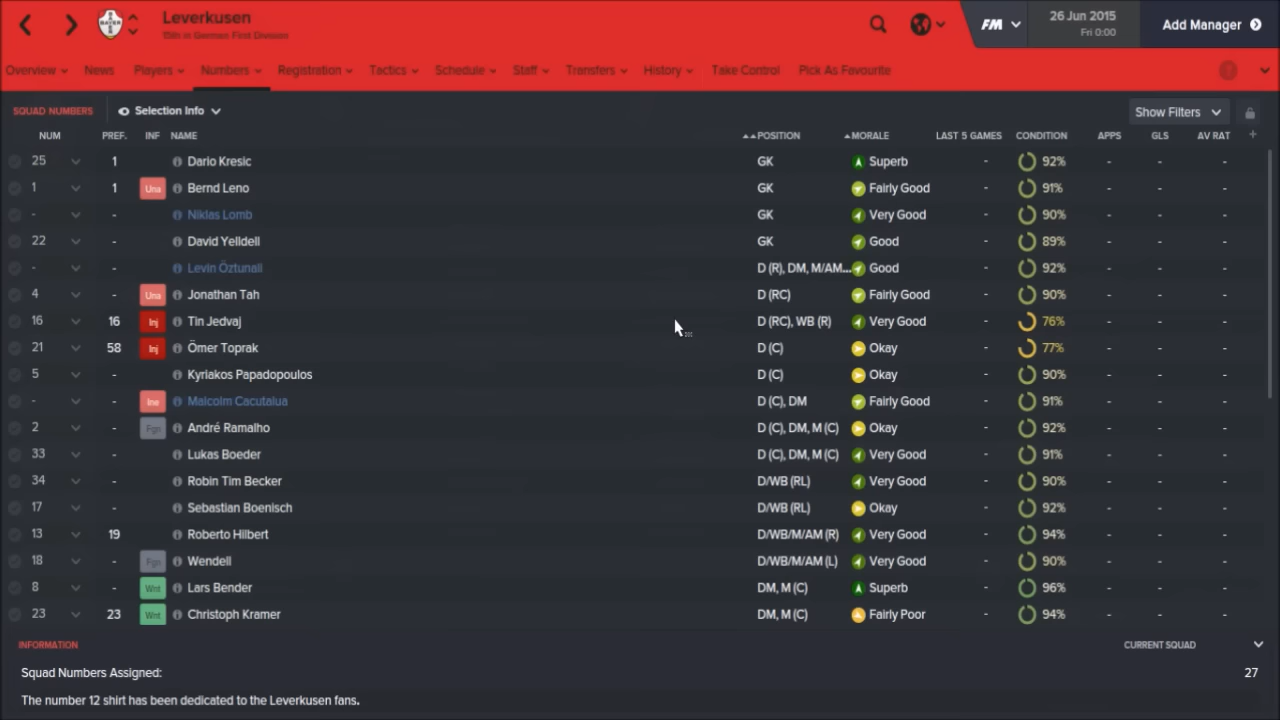 Leverkusen
15th in German First Division
FM
26 Jun 2015
Fri 0:00
Add Manager
Overview News Players Numbers Registration Tactics Schedule Staff Transfers History Take Control Pick As Favourite
SQUAD NUMBERS Selection Info Show Filters
NUM PREF. INF NAME POSITION MORALE LAST 5 GAMES CONDITION APPS GLS AV RAT +
25 1 Dario Kresic GK Superb - 92% - - -
1 1 Una Bernd Leno GK Fairly Good - 91% - - -
- - Niklas Lomb GK Very Good - 90% - - -
22 - David Yelldell GK Good - 89% - - -
- - Levin Öztunali D (R), DM, M/AM... Good - 92% - - -
4 - Una Jonathan Tah D (RC) Fairly Good - 90% - - -
16 16 Inj Tin Jedvaj D (RC), WB (R) Very Good - 76% - - -
21 58 Inj Ömer Toprak D (C) Okay - 77% - - -
5 - Kyriakos Papadopoulos D (C) Okay - 90% - - -
- - Ine Malcolm Cacutalua D (C), DM Fairly Good - 91% - - -
2 - Fgn André Ramalho D (C), DM, M (C) Okay - 92% - - -
33 - Lukas Boeder D (C), DM, M (C) Very Good - 91% - - -
34 - Robin Tim Becker D/WB (RL) Very Good - 90% - - -
17 - Sebastian Boenisch D/WB (RL) Okay - 92% - - -
13 19 Roberto Hilbert D/WB/M/AM (R) Very Good - 94% - - -
18 - Fgn Wendell D/WB/M/AM (L) Very Good - 90% - - -
8 - Wnt Lars Bender DM, M (C) Superb - 96% - - -
23 23 Wnt Christoph Kramer DM, M (C) Fairly Poor - 94% - - -
INFORMATION CURRENT SQUAD
Squad Numbers Assigned: 27
The number 12 shirt has been dedicated to the Leverkusen fans.